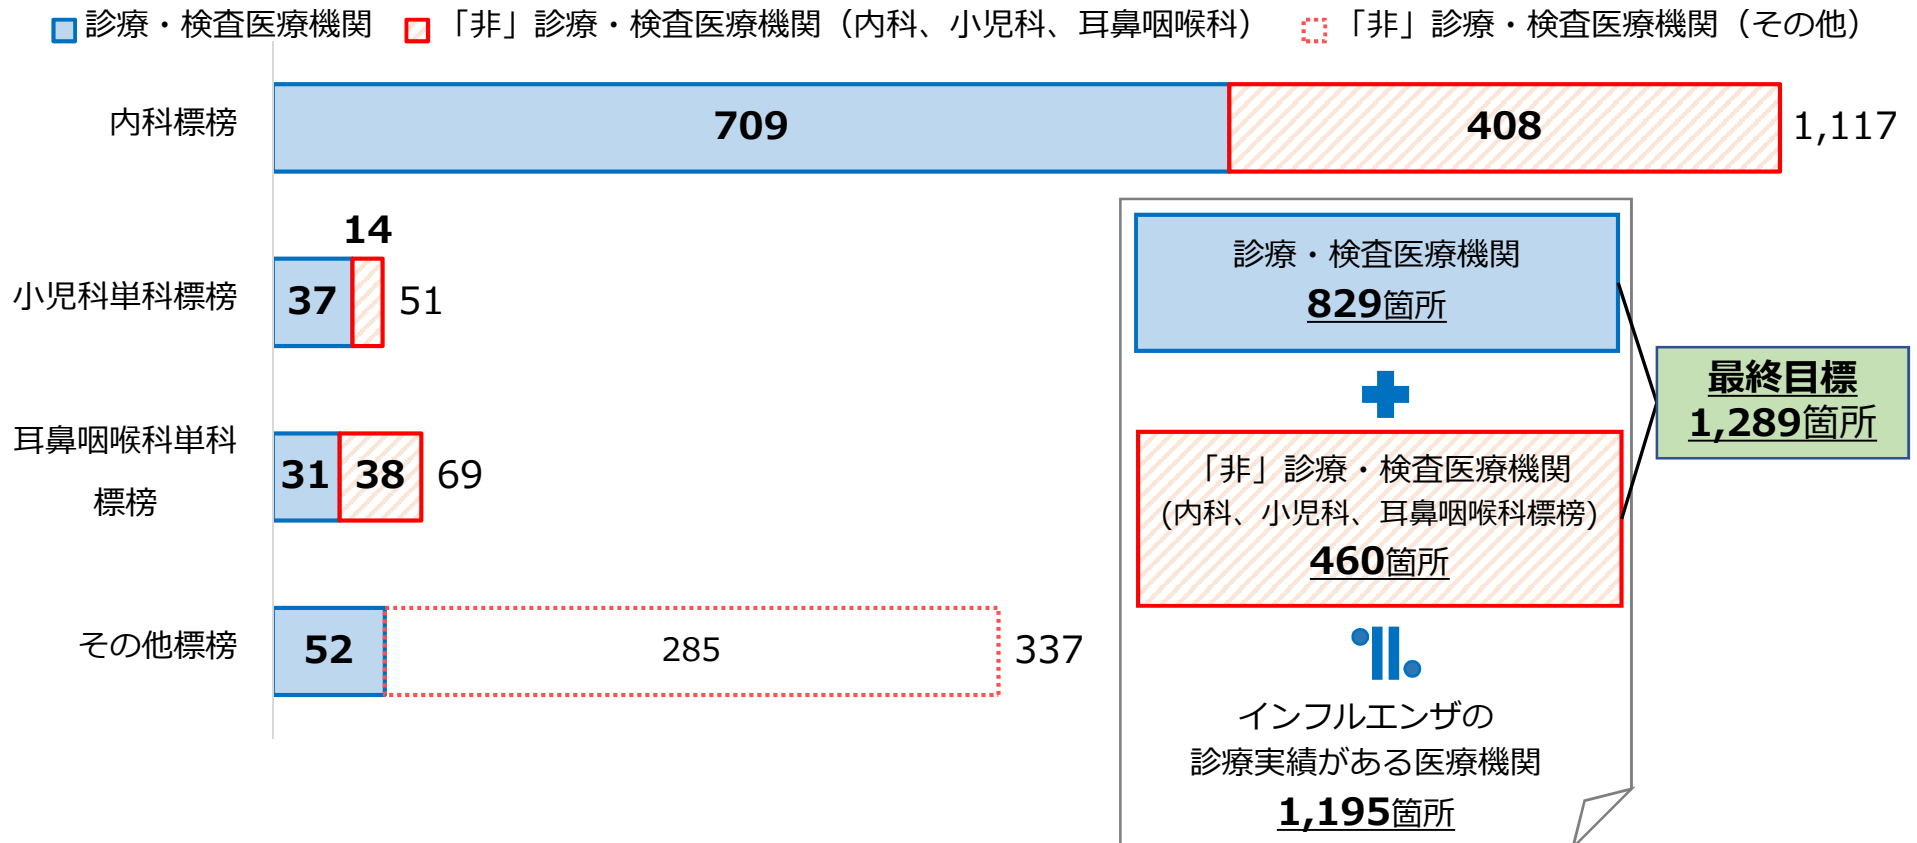 診療・検査医療機関 「非」診療・検査医療機関（内科、小児科、耳鼻咽喉科） 「非」診療・検査医療機関（その他）
内科標榜 709 408 1,117
14
小児科単科標榜 37 51
耳鼻咽喉科単科
標榜
31 38 69
その他標榜 52 285 337
診療・検査医療機関
829箇所
「非」診療・検査医療機関
(内科、小児科、耳鼻咽喉科標榜)
460箇所
インフルエンザの
診療実績がある医療機関
1,195箇所
最終目標
1,289箇所